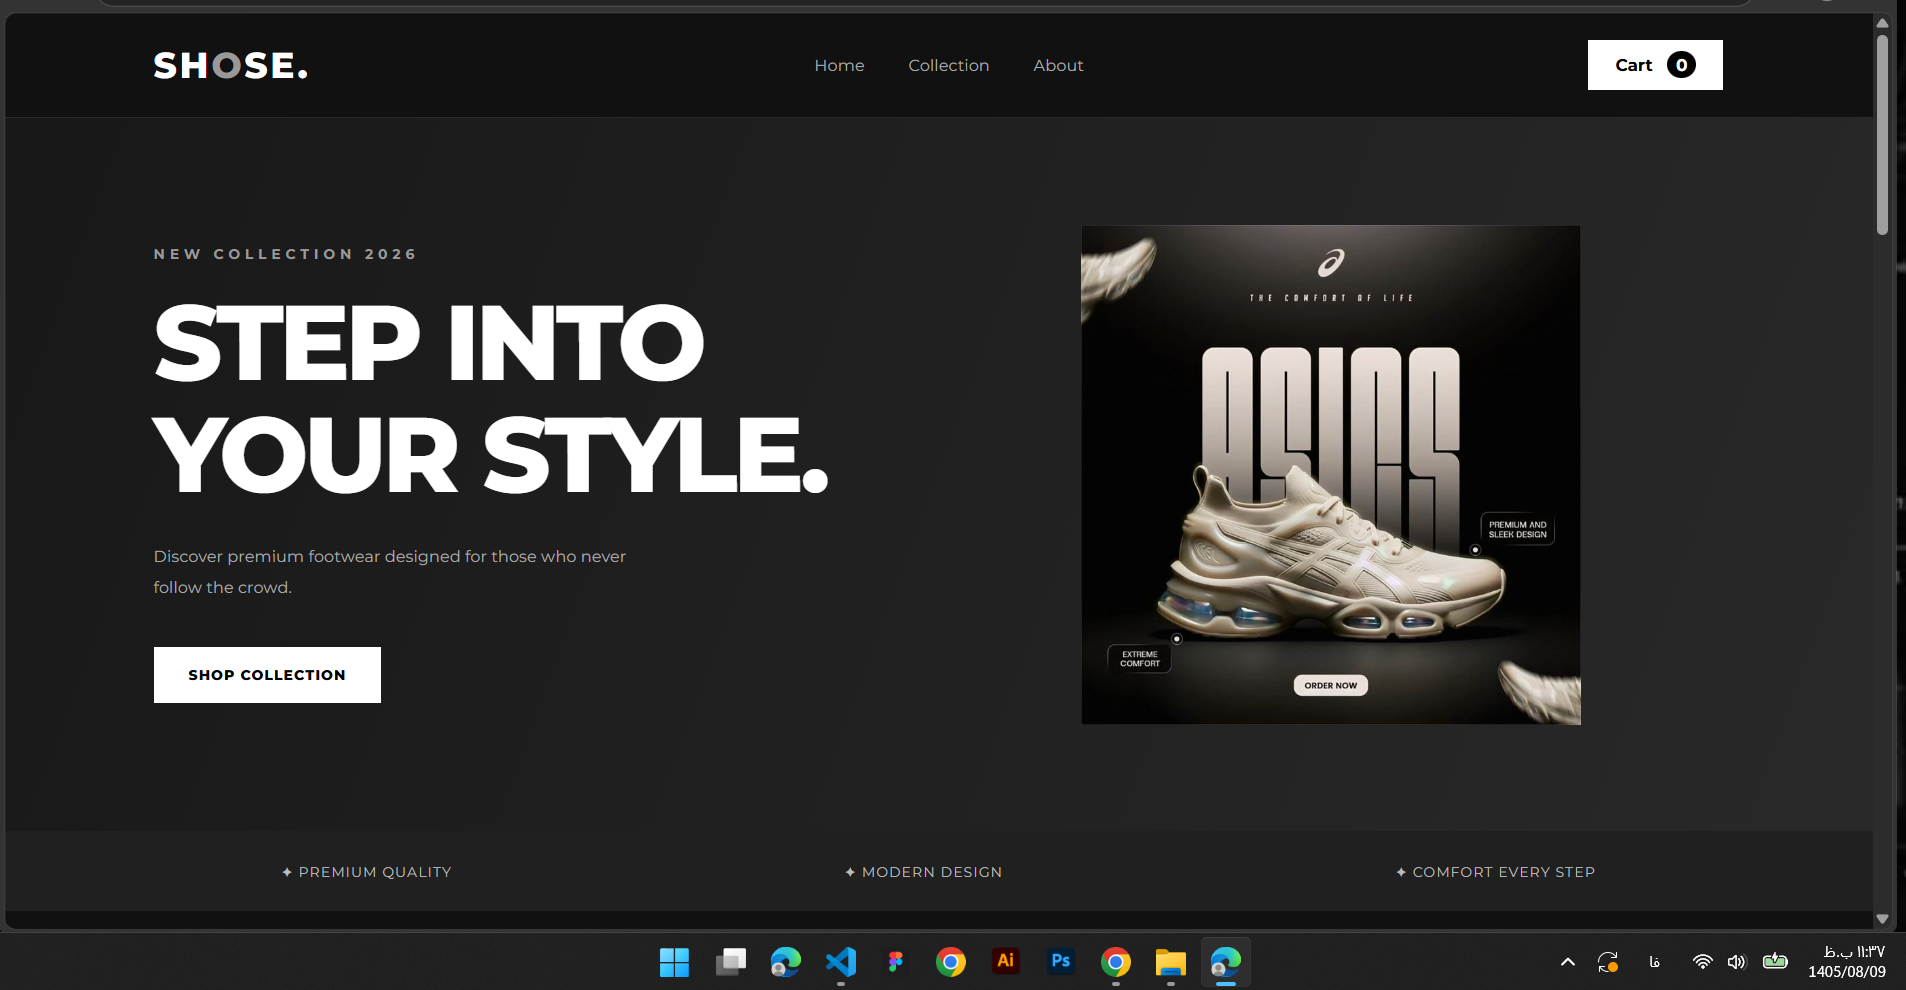 SHOSE.
Home
Collection
About
Cart 0
NEW COLLECTION 2026
STEP INTO
YOUR STYLE.
Discover premium footwear designed for those who never
follow the crowd.
SHOP COLLECTION
THE COMFORT OF LIFE
ASICS
PREMIUM AND
SLEEK DESIGN
EXTREME
COMFORT
ORDER NOW
✦ PREMIUM QUALITY
✦ MODERN DESIGN
✦ COMFORT EVERY STEP
Ai
Ps
فا
۱۱:۳۷ ب.ظ
1405/08/09